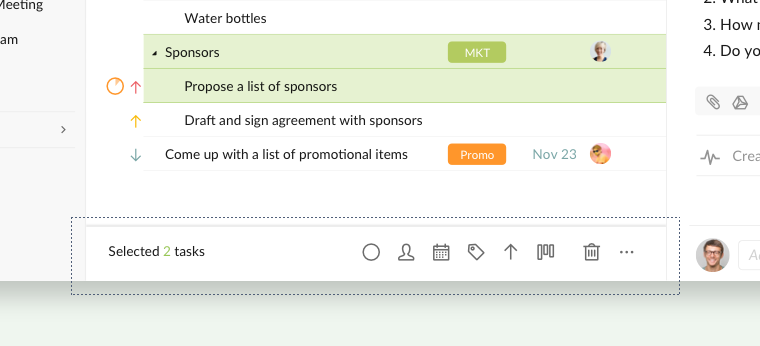 Meeting
am
Water bottles
Sponsors MKT
Propose a list of sponsors
Draft and sign agreement with sponsors
Come up with a list of promotional items Promo Nov 23
Selected 2 tasks
2. What
3. How
4. Do yo
Crea